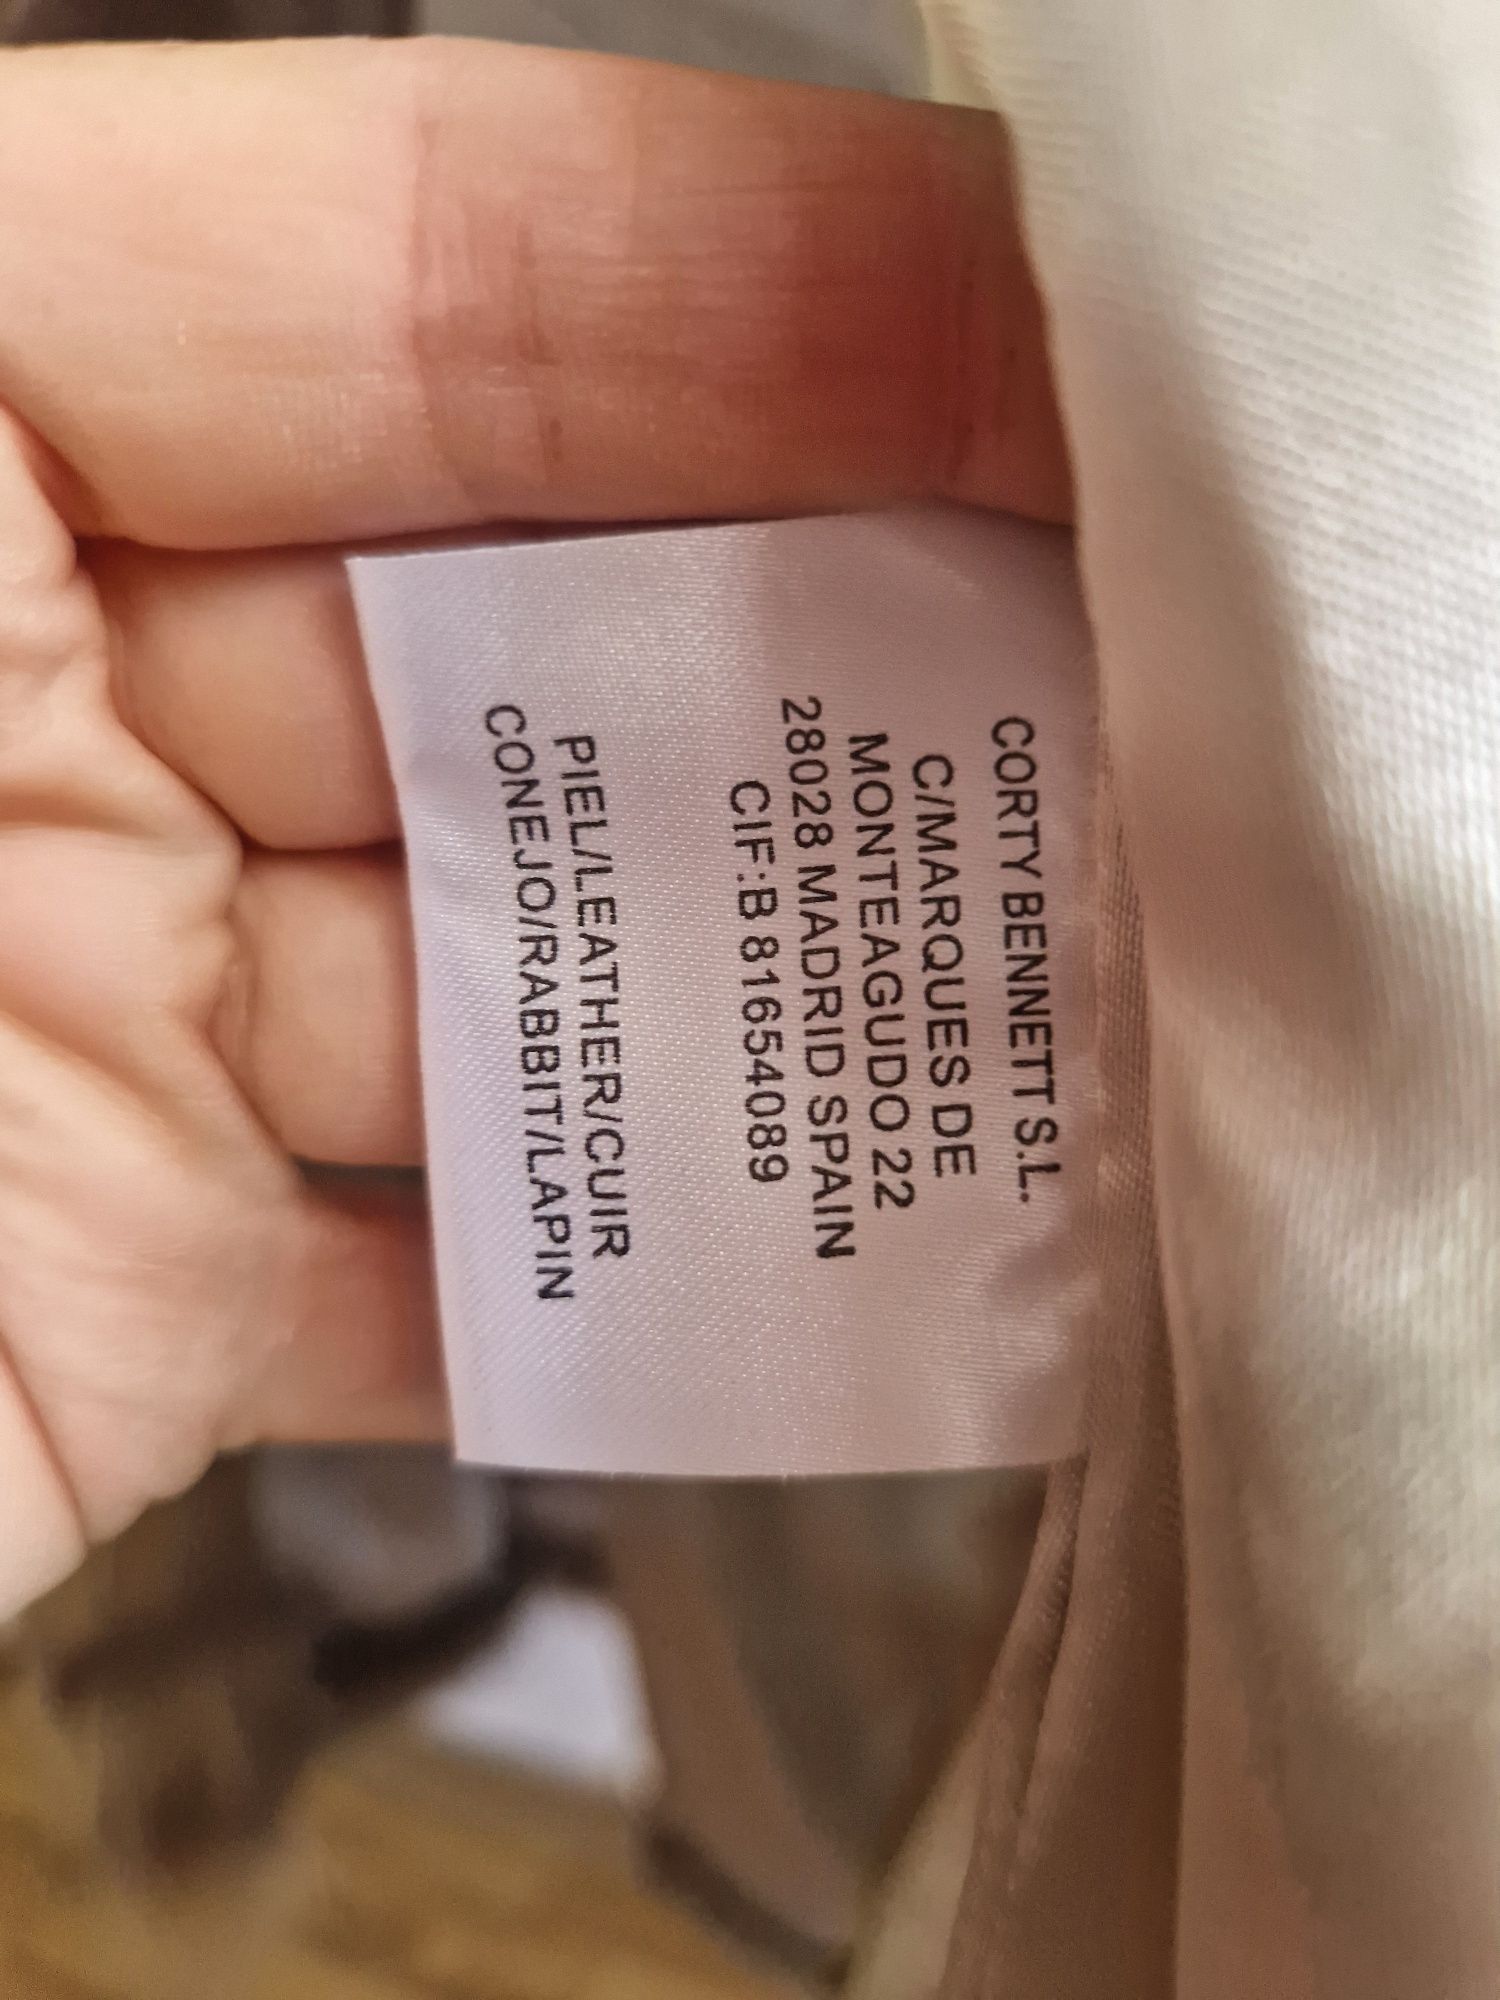 CORTY BENNETT S.L.
C/MARQUES DE
MONTEAGUDO 22
28028 MADRID SPAIN
CIF:B 81654089
PIEL/LEATHER/CUIR
CONEJO/RABBIT/LAPIN